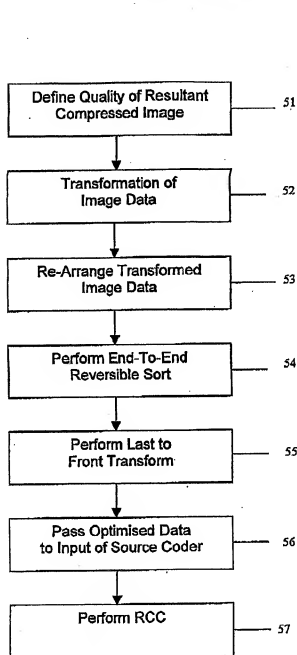 Define Quality of Resultant
Compressed Image
51
Transformation of
Image Data
52
Re-Arrange Transformed
Image Data
53
Perform End-To-End
Reversible Sort
54
Perform Last to
Front Transform
55
Pass Optimised Data
to Input of Source Coder
56
Perform RCC
57